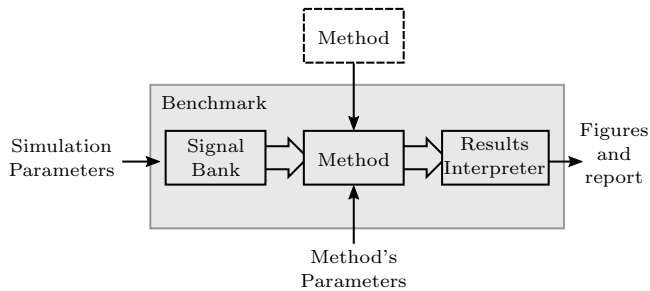 Method
Benchmark
Simulation
Parameters
Signal
Bank
Method
Results
Interpreter
Figures
and
report
Method's
Parameters